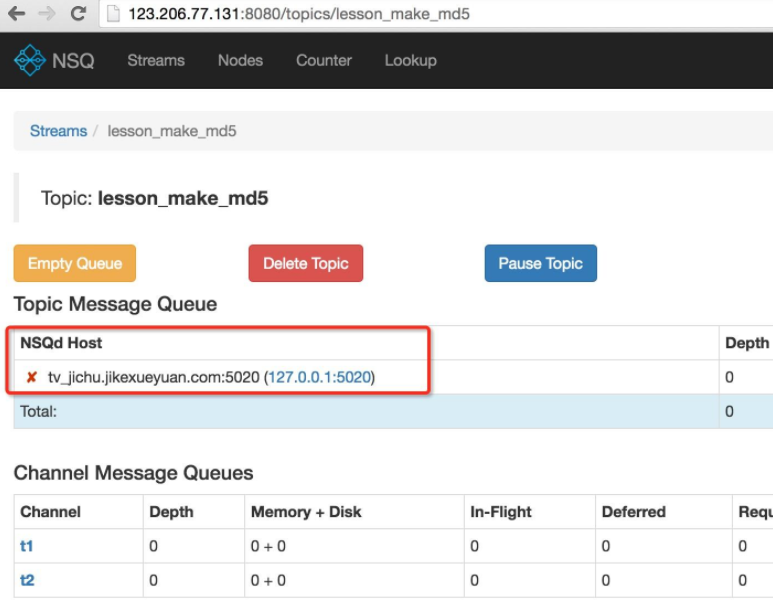 123.206.77.131:8080/topics/lesson_make_md5
NSQ Streams Nodes Counter Lookup
Streams / lesson_make_md5
Topic: lesson_make_md5
Empty Queue Delete Topic Pause Topic
Topic Message Queue
NSQd Host Depth
✘ tv_jichu.jikexueyuan.com:5020 (127.0.0.1:5020) 0
Total: 0
Channel Message Queues
Channel Depth Memory + Disk In-Flight Deferred Requ
t1 0 0 + 0 0 0 0
t2 0 0 + 0 0 0 0